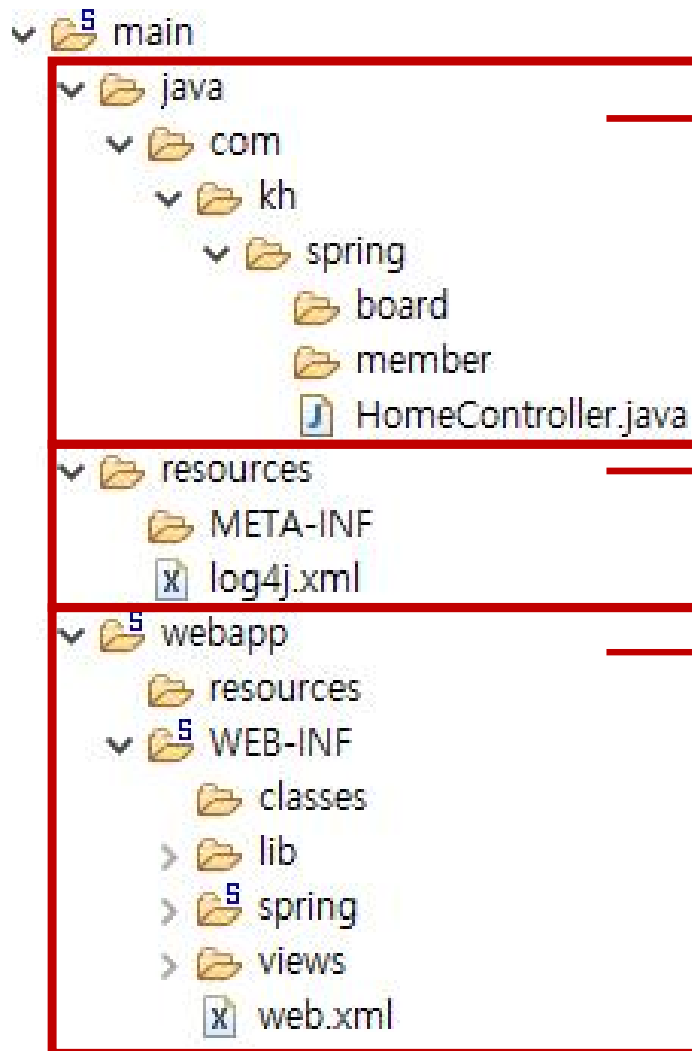 main
java
com
kh
spring
board
member
HomeController.java
resources
META-INF
log4j.xml
webapp
resources
WEB-INF
classes
lib
spring
views
web.xml